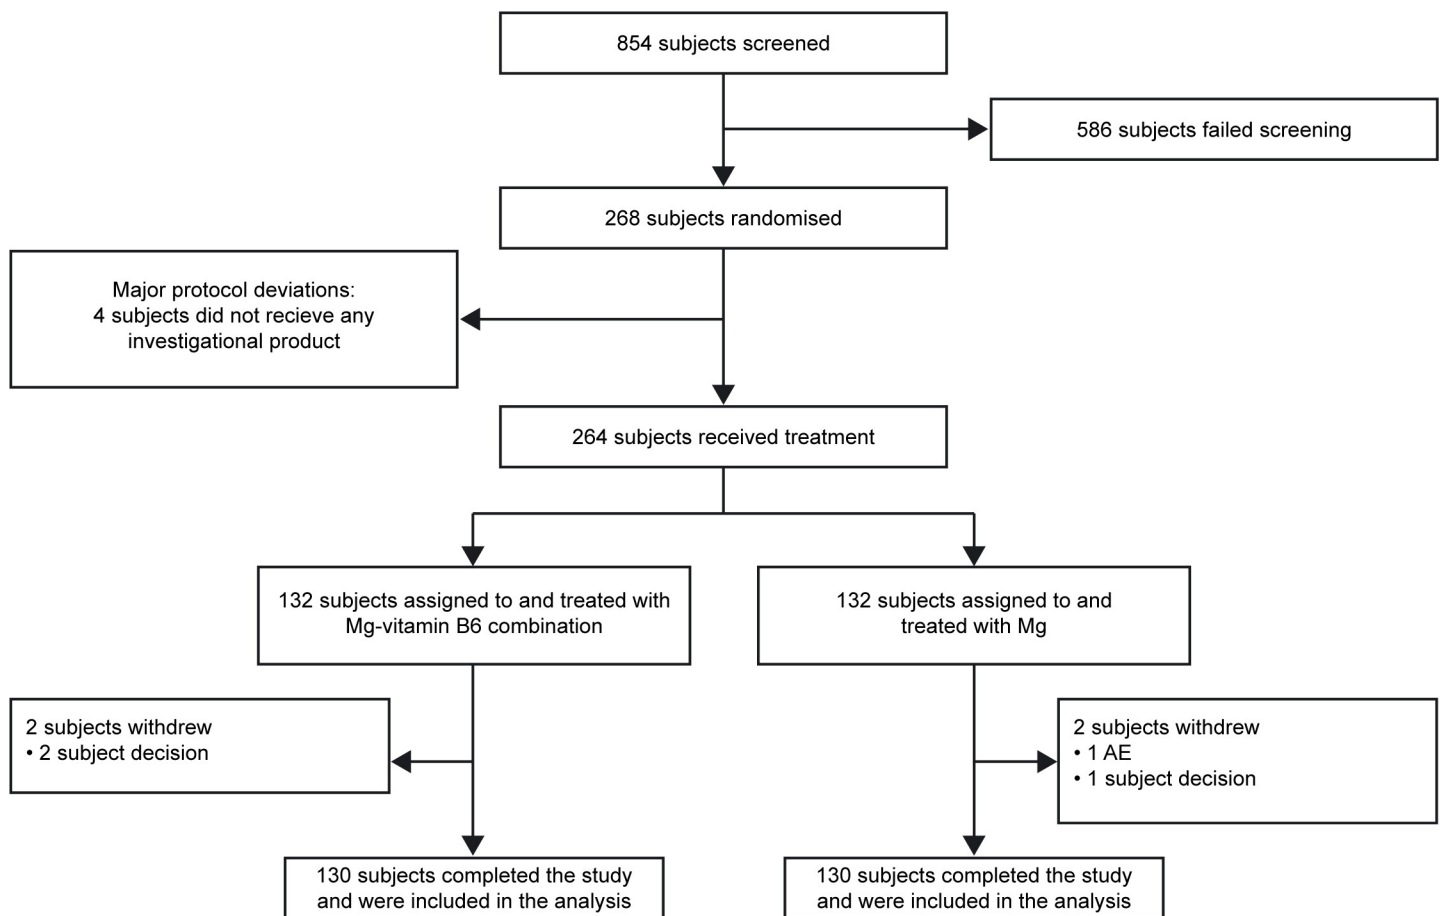 854 subjects screened
586 subjects failed screening
268 subjects randomised
Major protocol deviations:
4 subjects did not recieve any
investigational product
264 subjects received treatment
132 subjects assigned to and treated with
Mg-vitamin B6 combination
132 subjects assigned to and
treated with Mg
2 subjects withdrew
• 2 subject decision
2 subjects withdrew
• 1 AE
• 1 subject decision
130 subjects completed the study
and were included in the analysis
130 subjects completed the study
and were included in the analysis